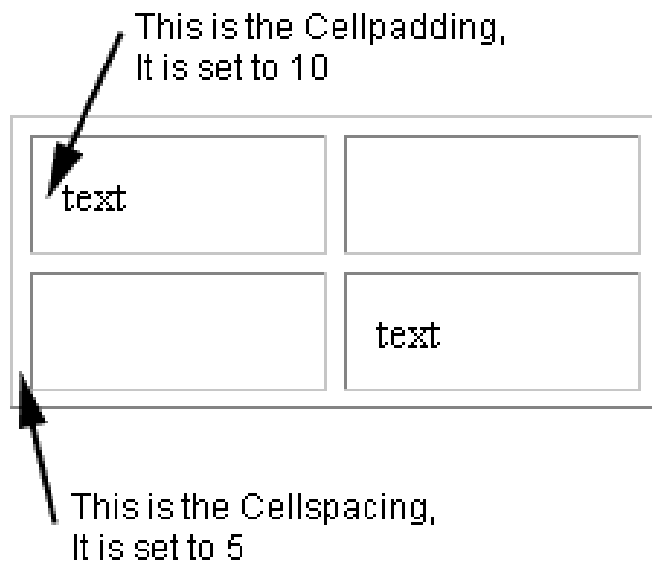 This is the Cellpadding,
It is set to 10
text
text
This is the Cellspacing,
It is set to 5